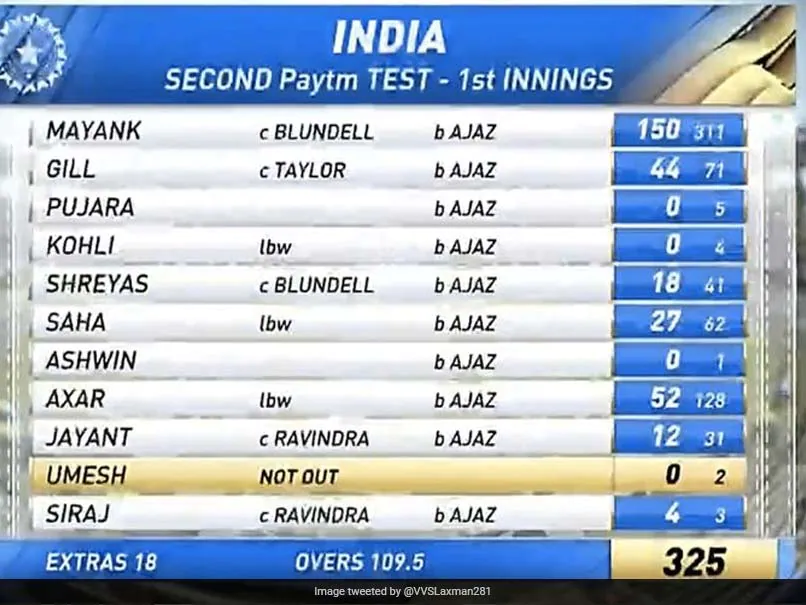 INDIA
SECOND Paytm TEST - 1st INNINGS
MAYANK c BLUNDELL b AJAZ 150 311
GILL c TAYLOR b AJAZ 44 71
PUJARA b AJAZ 0 5
KOHLI lbw b AJAZ 0 4
SHREYAS c BLUNDELL b AJAZ 18 41
SAHA lbw b AJAZ 27 62
ASHWIN b AJAZ 0 1
AXAR lbw b AJAZ 52 128
JAYANT c RAVINDRA b AJAZ 12 31
UMESH NOT OUT 0 2
SIRAJ c RAVINDRA b AJAZ 4 3
EXTRAS 18 OVERS 109.5 325
Image tweeted by @VVSLaxman281